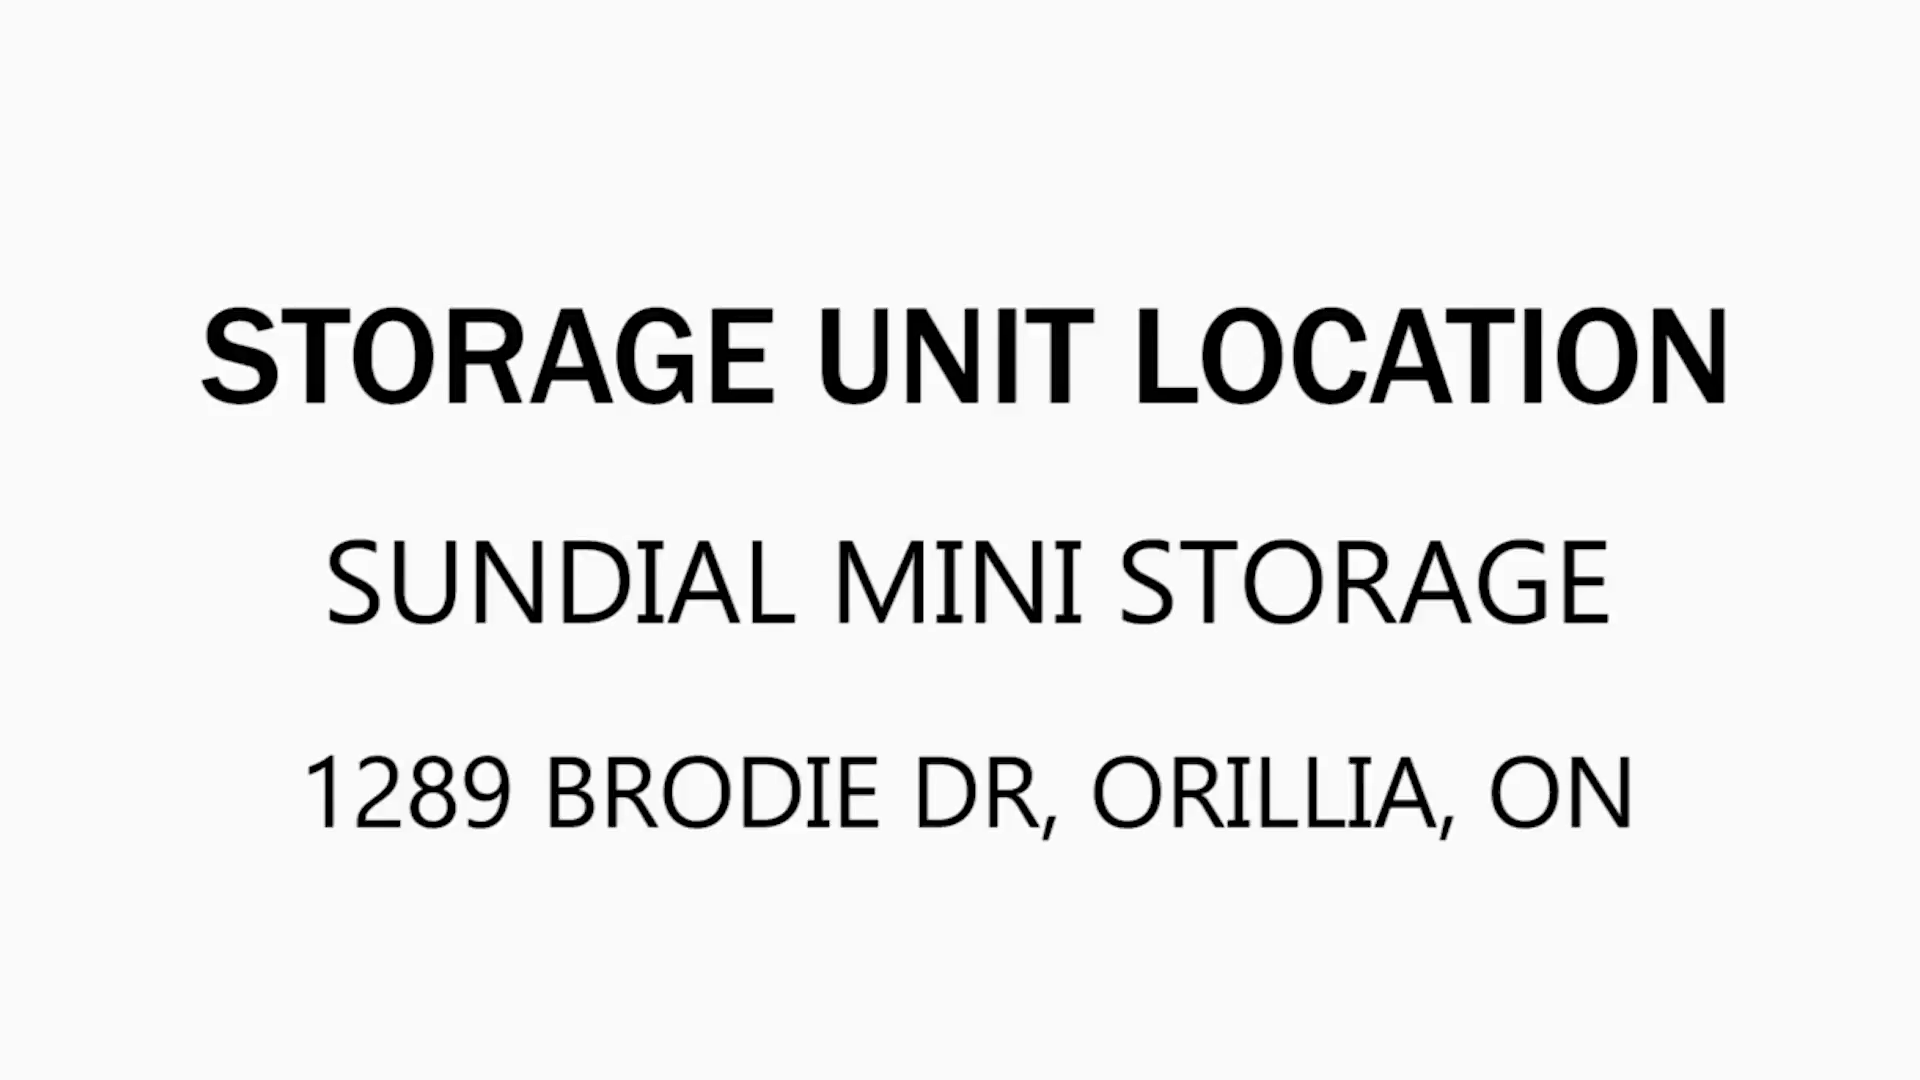 STORAGE UNIT LOCATION
SUNDIAL MINI STORAGE
1289 BRODIE DR, ORILLIA, ON